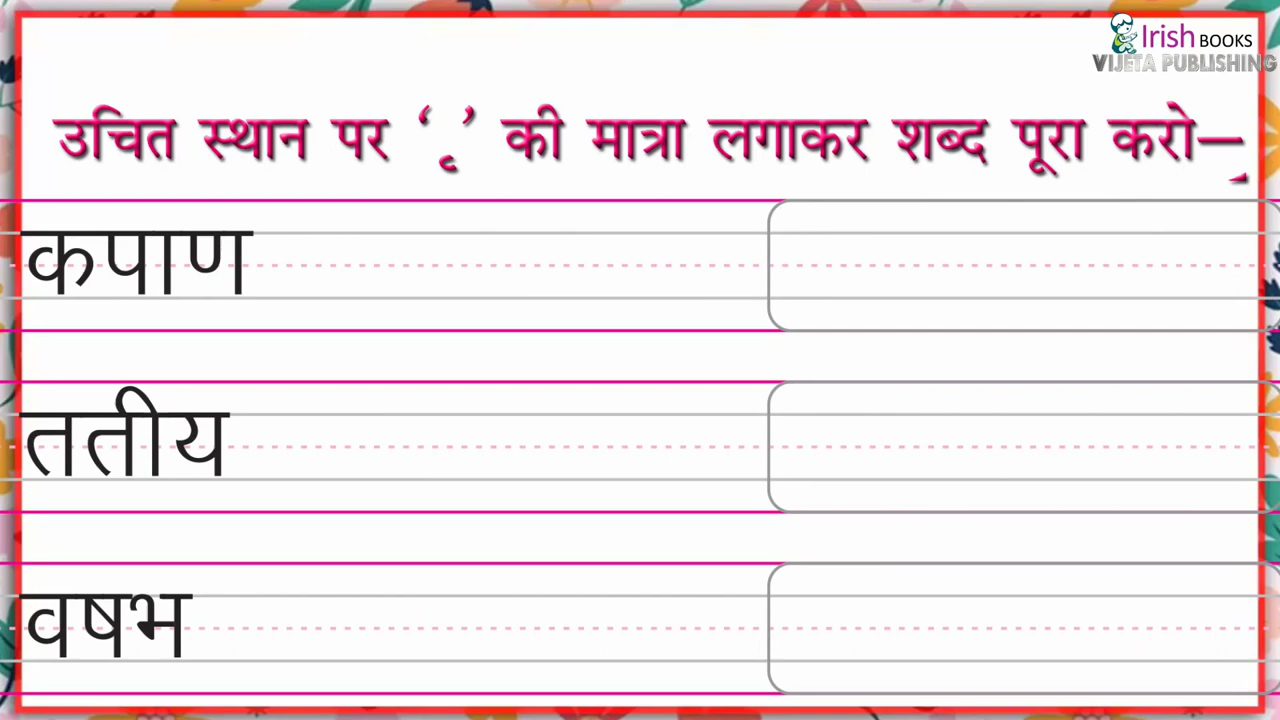 Irish BOOKS
VIJETA PUBLISHING
उचित स्थान पर ‘ ृ ’ की मात्रा लगाकर शब्द पूरा करो—
कपाण
ततीय
वषभ